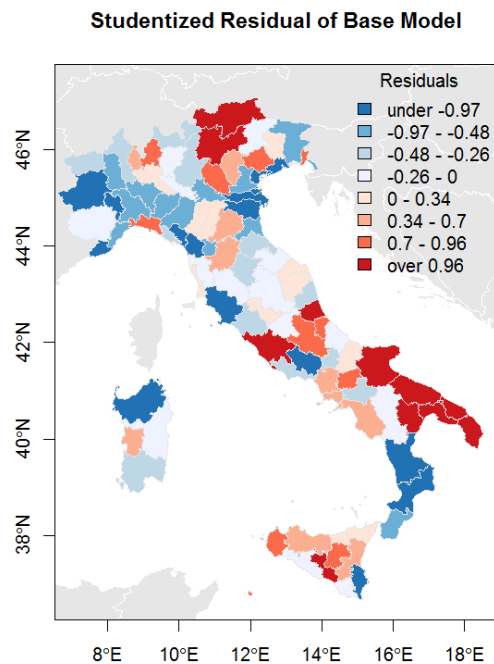 Studentized Residual of Base Model
Residuals
under -0.97
-0.97 - -0.48
-0.48 - -0.26
-0.26 - 0
0 - 0.34
0.34 - 0.7
0.7 - 0.96
over 0.96
46°N
44°N
42°N
40°N
38°N
8°E 10°E 12°E 14°E 16°E 18°E